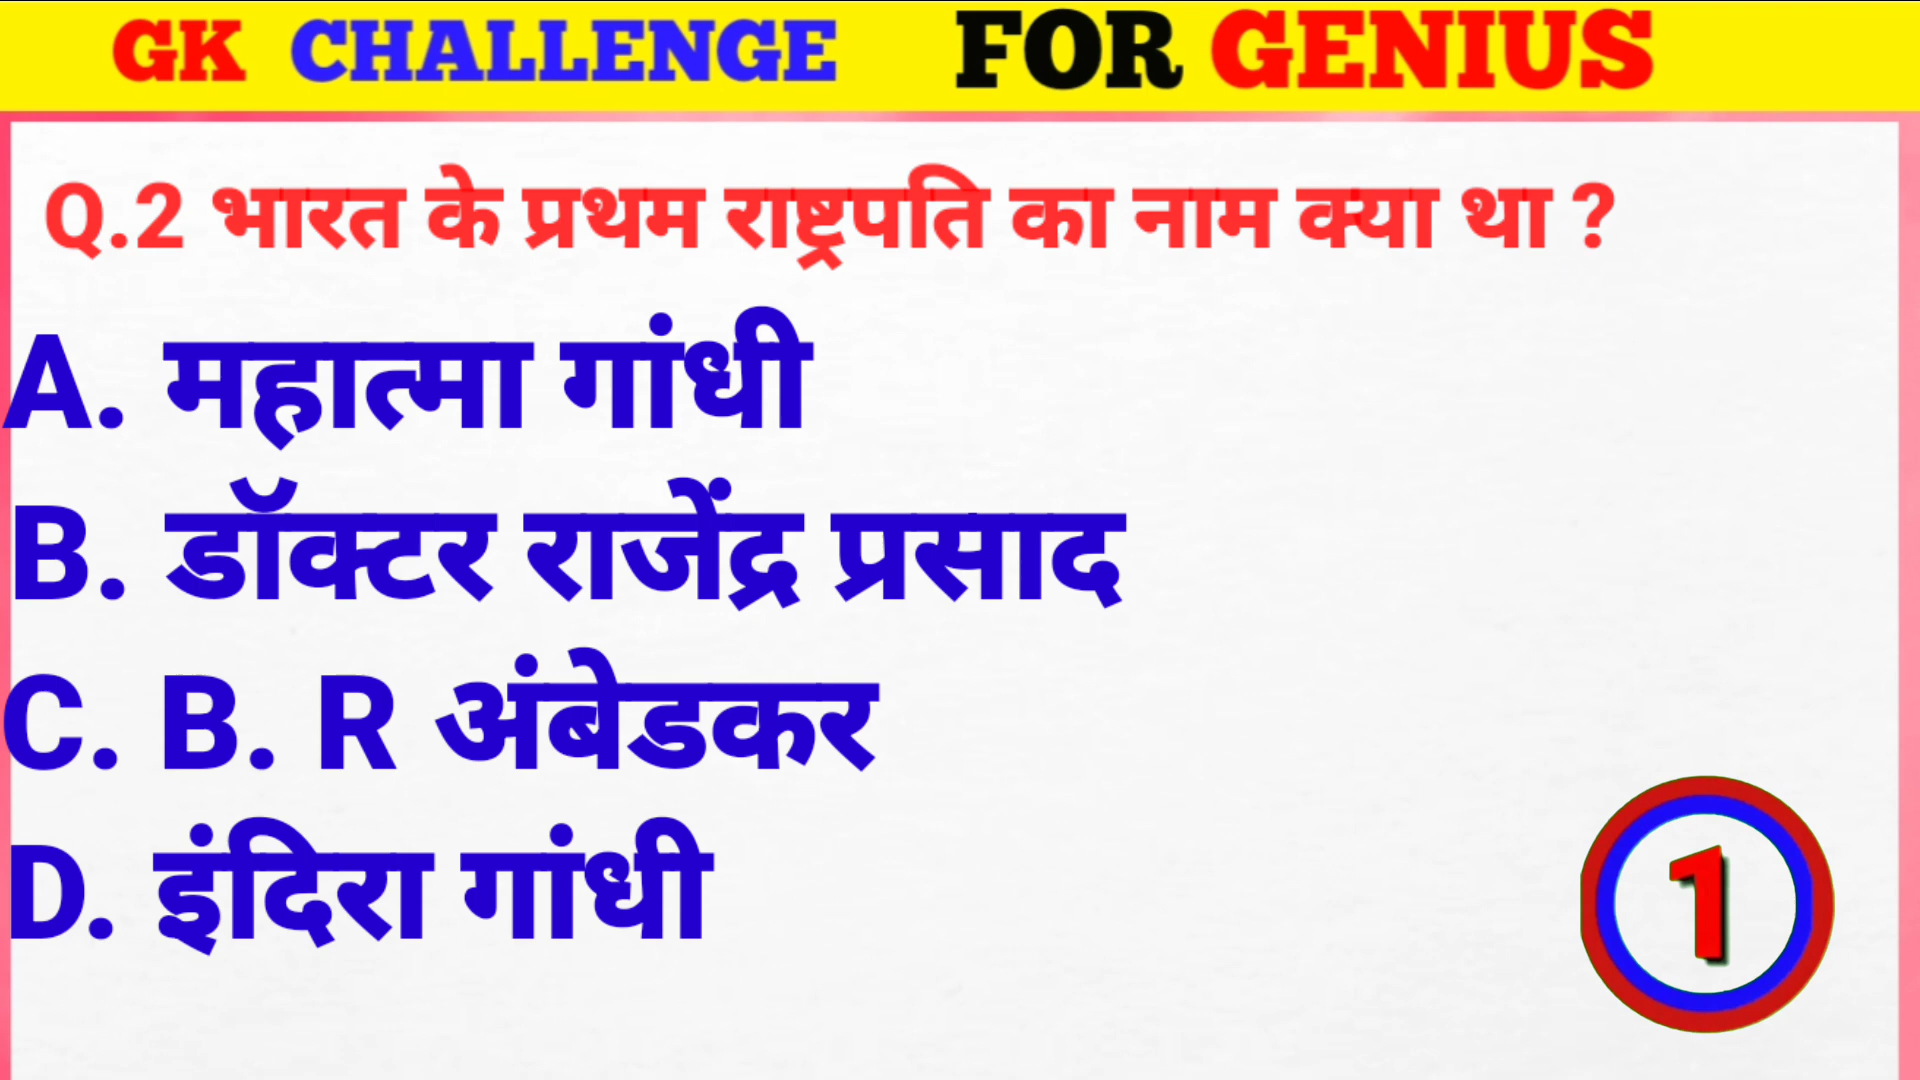 GK CHALLENGE FOR GENIUS
Q.2 भारत के प्रथम राष्ट्रपति का नाम क्या था ?
A. महात्मा गांधी
B. डॉक्टर राजेंद्र प्रसाद
C. B. R अंबेडकर
D. इंदिरा गांधी
1